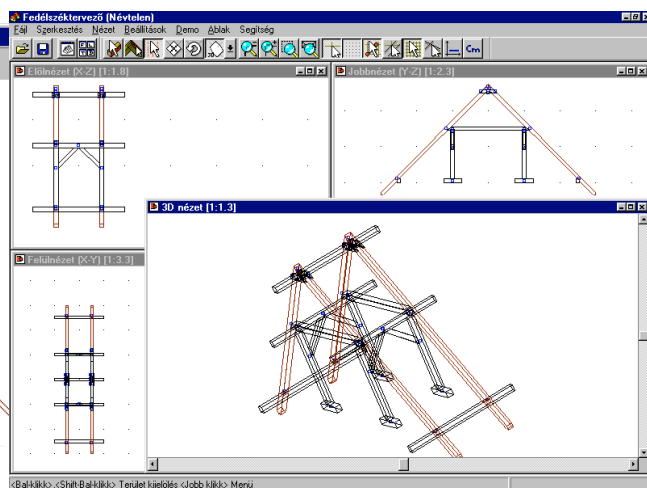 Fedélszéktervező (Névtelen)
Fájl Szerkesztés Nézet Beállítások Demo Ablak Segítség
3D Cm
Elölnézet (X-Z) [1:1.8]
Jobbnézet (Y-Z) [1:2.3]
3D nézet [1:1.3]
Felülnézet (X-Y) [1:3.3]
<Bal-klikk>,<Shift-Bal-klikk> Terület kijelölés <Jobb klikk> Menü